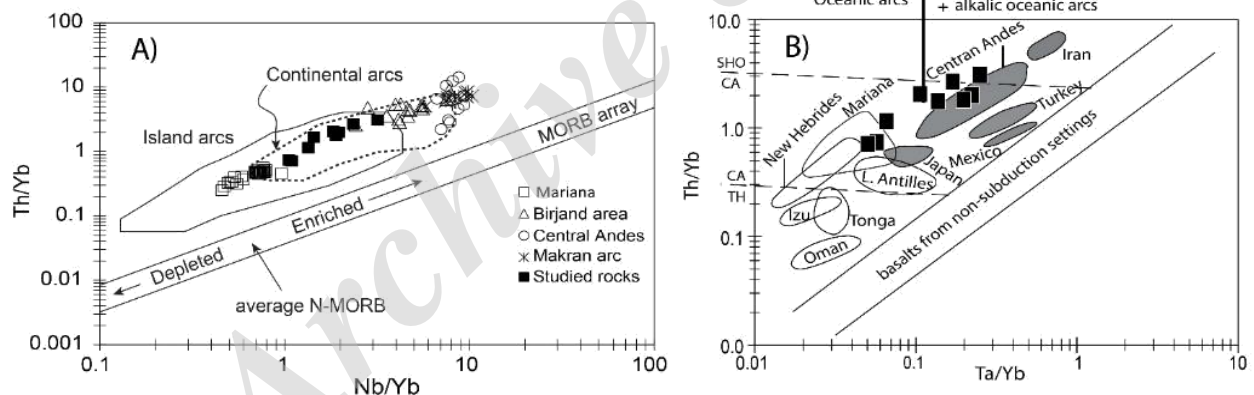 A)
100
10
1
0.1
0.01
0.001
Th/Yb
Continental arcs
Island arcs
MORB array
Enriched
Depleted
average N-MORB
Mariana
Birjand area
Central Andes
Makran arc
Studied rocks
0.1
1
10
100
Nb/Yb
Archive
Oceanic arcs
+ alkalic oceanic arcs
B)
10.0
1.0
0.1
0.0
Th/Yb
SHO
CA
CA
TH
Centran Andes
Iran
Turkey
Mexico
Japan
Mariana
New Hebrides
L. Antilles
Izu
Tonga
Oman
basalts from non-subduction settings
0.01
0.1
1
10
Ta/Yb